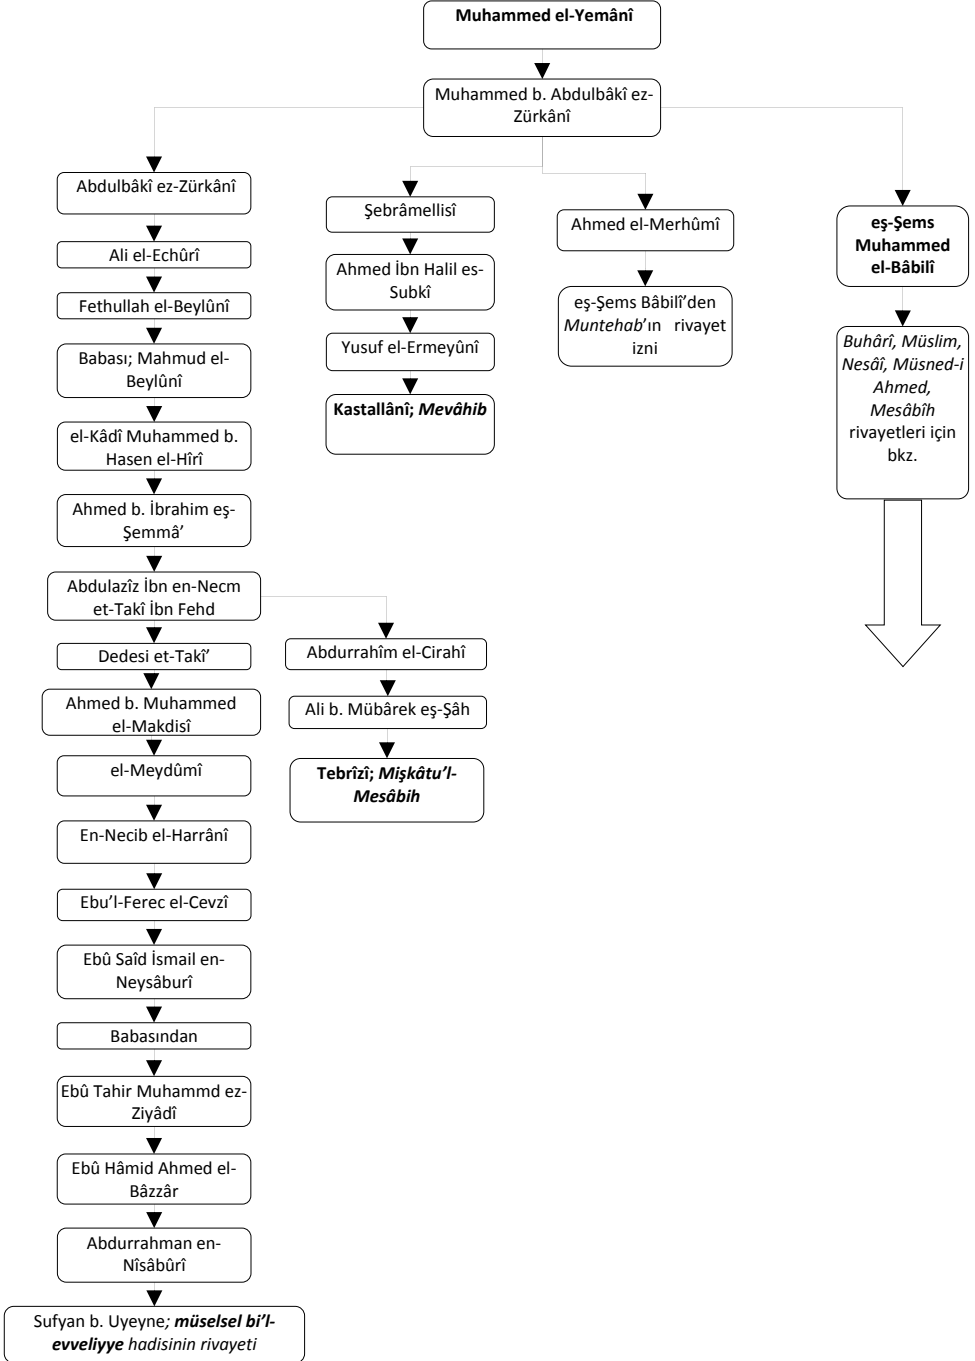 Muhammed el-Yemânî
Muhammed b. Abdulbâkî ez-
Zürkânî
Abdulbâkî ez-Zürkânî
Ali el-Echûrî
Fethullah el-Beylûnî
Babası; Mahmud el-
Beylûnî
el-Kâdî Muhammed b.
Hasen el-Hîrî
Ahmed b. İbrahim eş-
Şemmâ’
Abdulazîz İbn en-Necm
et-Takî İbn Fehd
Dedesi et-Takî’
Ahmed b. Muhammed
el-Makdisî
el-Meydûmî
En-Necib el-Harrânî
Ebu’l-Ferec el-Cevzî
Ebû Saîd İsmail en-
Neysâburî
Babasından
Ebû Tahir Muhammd ez-
Ziyâdî
Ebû Hâmid Ahmed el-
Bâzzâr
Abdurrahman en-
Nîsâbûrî
Sufyan b. Uyeyne; müselsel bi’l-
evveliyye hadisinin rivayeti
Abdurrahîm el-Cirahî
Ali b. Mübârek eş-Şâh
Tebrîzî; Mişkâtu’l-
Mesâbih
Şebrâmellisî
Ahmed İbn Halil es-
Subkî
Yusuf el-Ermeyûnî
Kastallânî; Mevâhib
Ahmed el-Merhûmî
eş-Şems Bâbilî’den
Muntehab’ın rivayet
izni
eş-Şems
Muhammed
el-Bâbilî
Buhârî, Müslim,
Nesâî, Müsned-i
Ahmed,
Mesâbîh
rivayetleri için
bkz.